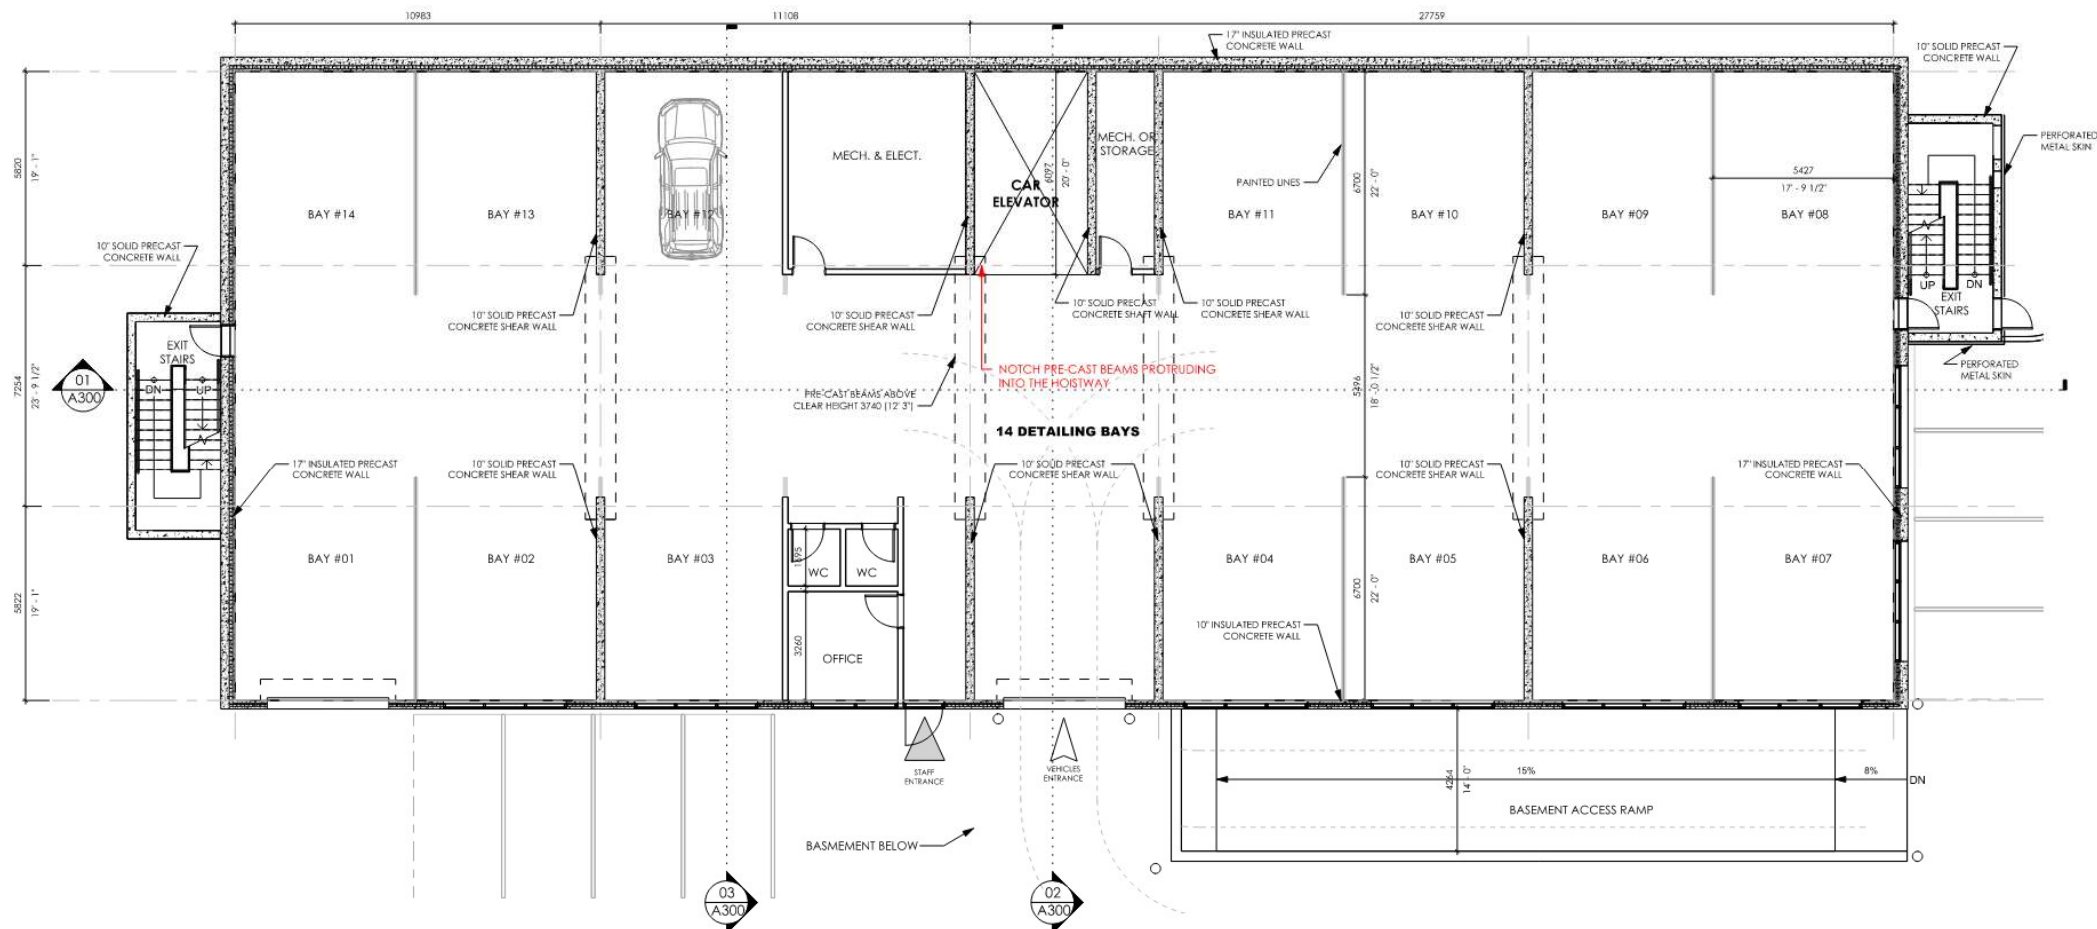 10983
11108
27759
17" INSULATED PRECAST
CONCRETE WALL
10" SOLID PRECAST
CONCRETE WALL
PERFORATED
METAL SKIN
5820
19' - 1"
MECH. & ELECT.
MECH. OR
STORAGE
CAR
ELEVATOR
6097
20' - 0"
PAINTED LINES
6700
22' - 0"
5427
17' - 9 1/2"
BAY #14
BAY #13
BAY #12
BAY #11
BAY #10
BAY #09
BAY #08
10" SOLID PRECAST
CONCRETE WALL
UP
DN
EXIT
STAIRS
10" SOLID PRECAST
CONCRETE SHEAR WALL
10" SOLID PRECAST
CONCRETE SHEAR WALL
10" SOLID PRECAST
CONCRETE SHAFT WALL
10" SOLID PRECAST
CONCRETE SHEAR WALL
10" SOLID PRECAST
CONCRETE SHEAR WALL
EXIT
STAIRS
DN
UP
01
A300
7254
23' - 9 1/2"
NOTCH PRE-CAST BEAMS PROTRUDING
INTO THE HOISTWAY
PERFORATED
METAL SKIN
PRE-CAST BEAMS ABOVE
CLEAR HEIGHT 3740 (12' 3")
5496
18' - 0 1/2"
14 DETAILING BAYS
17" INSULATED PRECAST
CONCRETE WALL
10" SOLID PRECAST
CONCRETE SHEAR WALL
10" SOLID PRECAST
CONCRETE SHEAR WALL
10" SOLID PRECAST
CONCRETE SHEAR WALL
17" INSULATED PRECAST
CONCRETE WALL
BAY #01
BAY #02
BAY #03
WC
WC
1595
BAY #04
BAY #05
BAY #06
BAY #07
5822
19' - 1"
6700
22' - 0"
10" INSULATED PRECAST
CONCRETE WALL
3260
OFFICE
STAFF
ENTRANCE
VEHICLES
ENTRANCE
4264
14' - 0"
15%
8%
DN
BASEMENT ACCESS RAMP
BASMEMENT BELOW
03
A300
02
A300